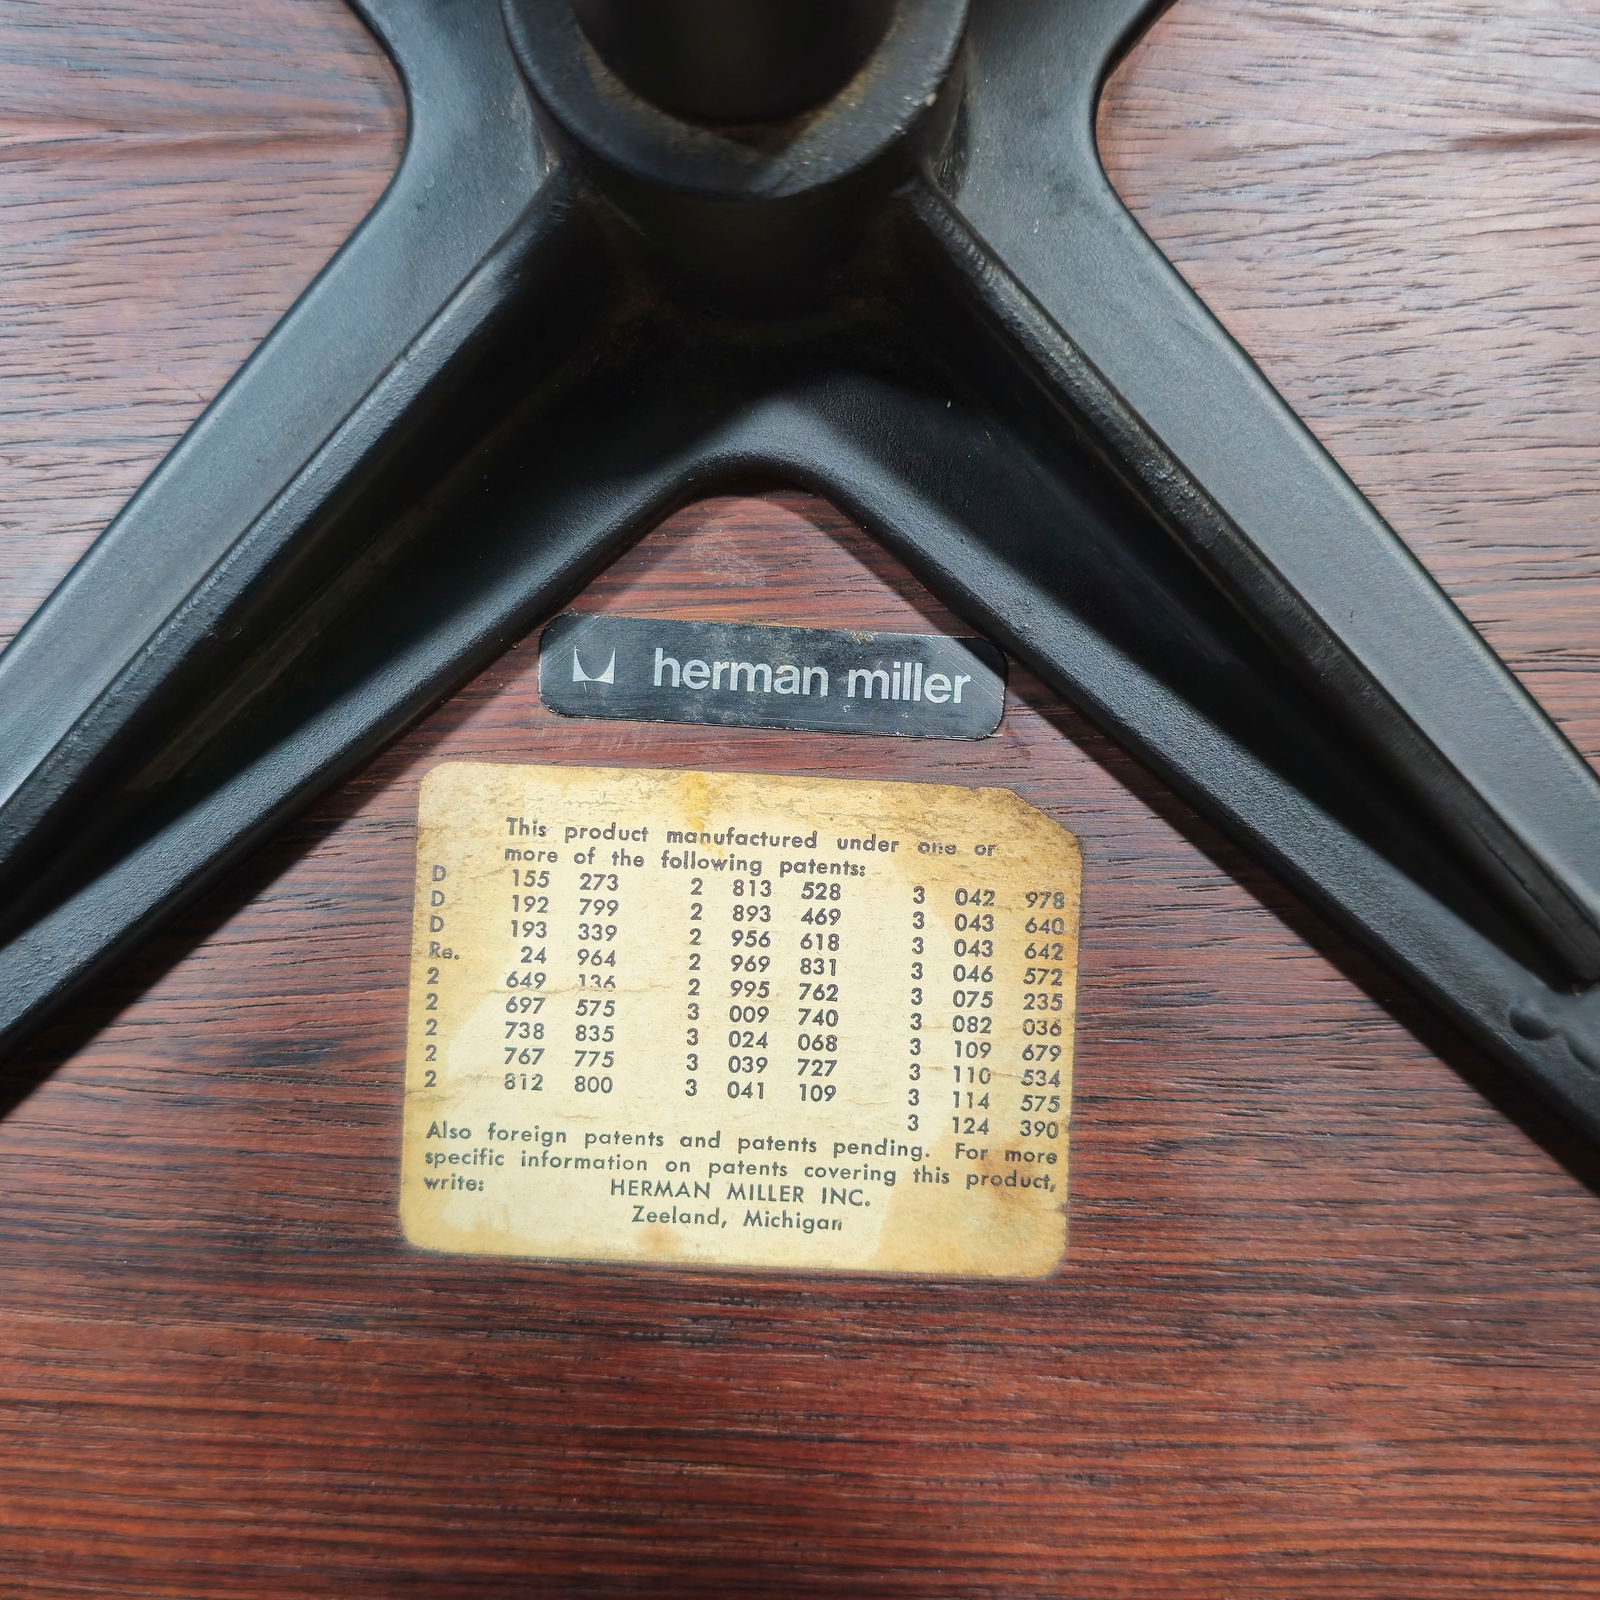 herman miller
This product manufactured under one or
more of the following patents:
D 155 273 2 813 528 3 042 978
D 192 799 2 893 469 3 043 640
D 193 339 2 956 618 3 043 642
Re. 24 964 2 969 831 3 046 572
2 649 136 2 995 762 3 075 235
2 697 575 3 009 740 3 082 036
2 738 835 3 024 068 3 109 679
2 767 775 3 039 727 3 110 534
2 812 800 3 041 109 3 114 575
3 124 390
Also foreign patents and patents pending. For more
specific information on patents covering this product,
write: HERMAN MILLER INC.
Zeeland, Michigan